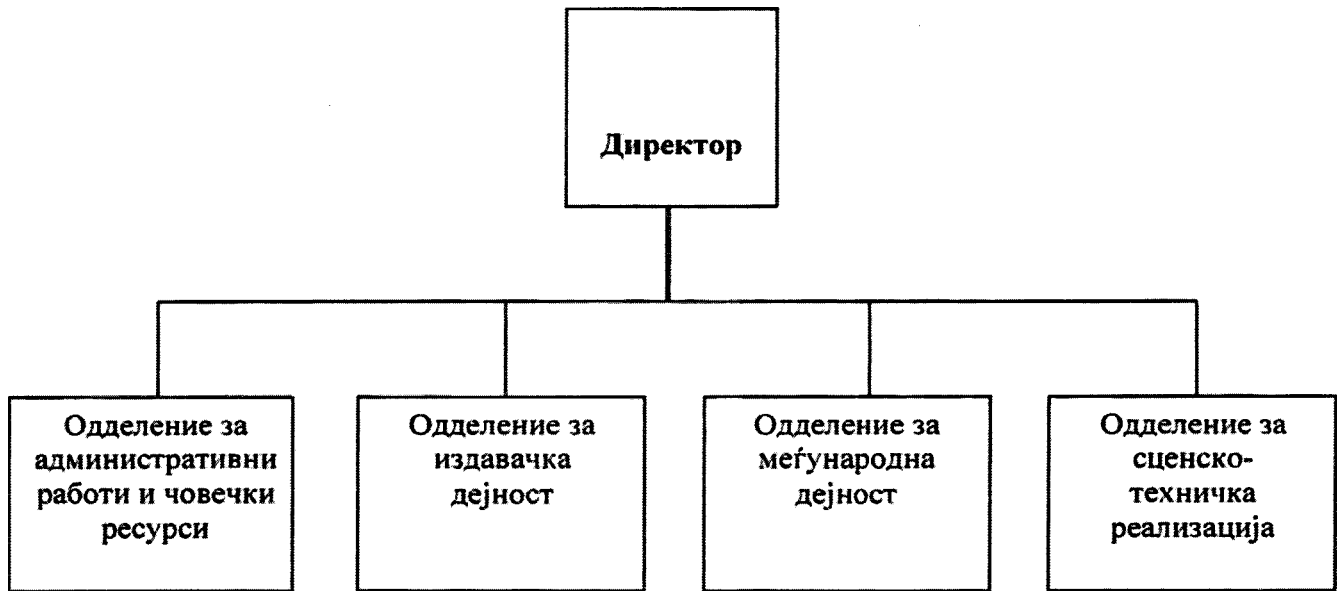 Директор
Одделение за
административни
работи и човечки
ресурси
Одделение за
издавачка
дејност
Одделение за
меѓународна
дејност
Одделение за
сценско-
техничка
реализација